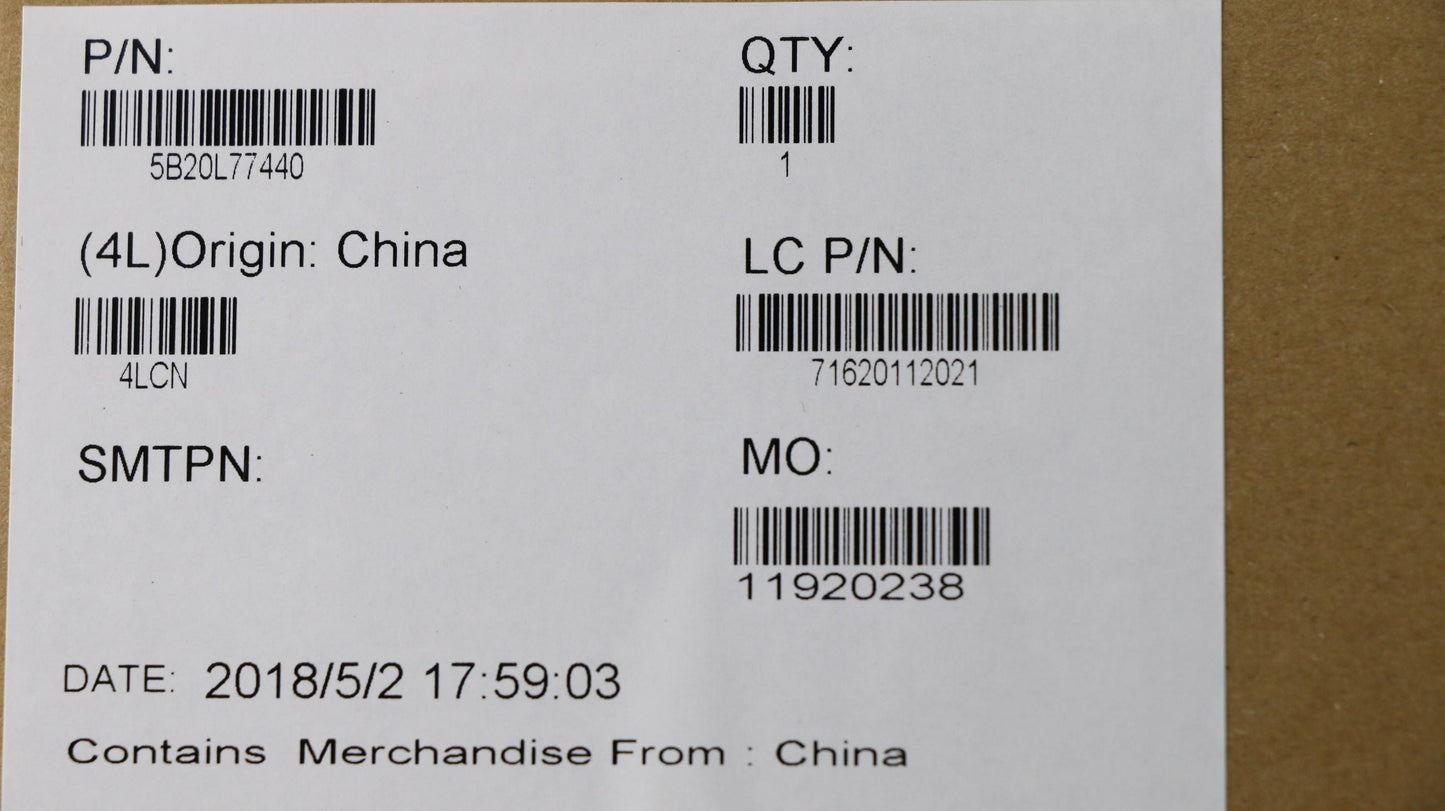 P/N:
5B20L77440
QTY:
1
(4L)Origin: China
4LCN
LC P/N:
71620112021
SMTPN:
MO:
11920238
DATE: 2018/5/2 17:59:03
Contains Merchandise From : China